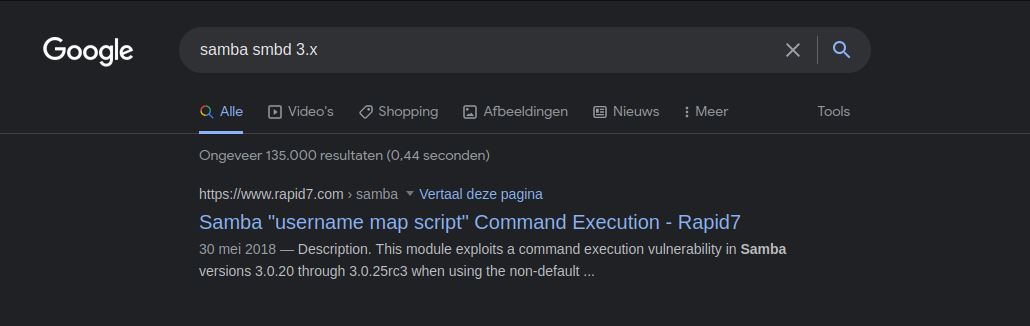 Google
samba smbd 3.x
Alle Video's Shopping Afbeeldingen Nieuws Meer Tools
Ongeveer 135.000 resultaten (0,44 seconden)
https://www.rapid7.com › samba Vertaal deze pagina
Samba "username map script" Command Execution - Rapid7
30 mei 2018 — Description. This module exploits a command execution vulnerability in Samba
versions 3.0.20 through 3.0.25rc3 when using the non-default ...